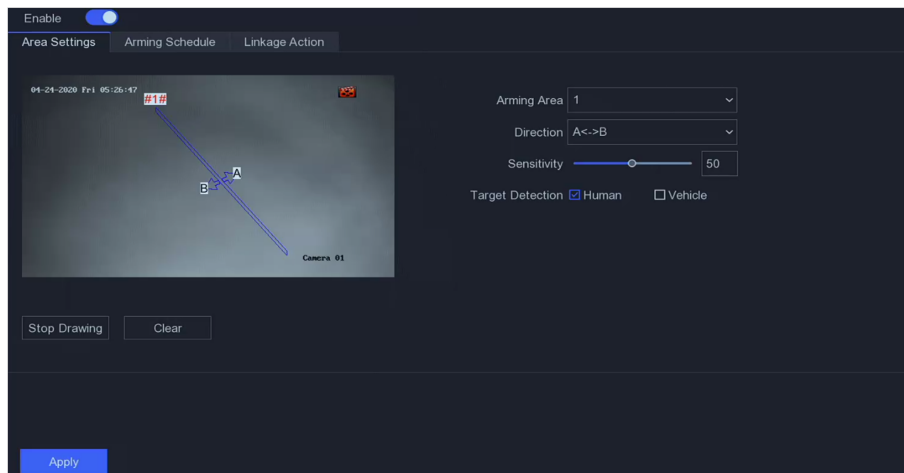 Enable
Area Settings Arming Schedule Linkage Action
04-24-2020 Fri 05:26:47
#1#
A
B
Camera 01
Arming Area 1
Direction A<->B
Sensitivity 50
Target Detection Human Vehicle
Stop Drawing Clear
Apply